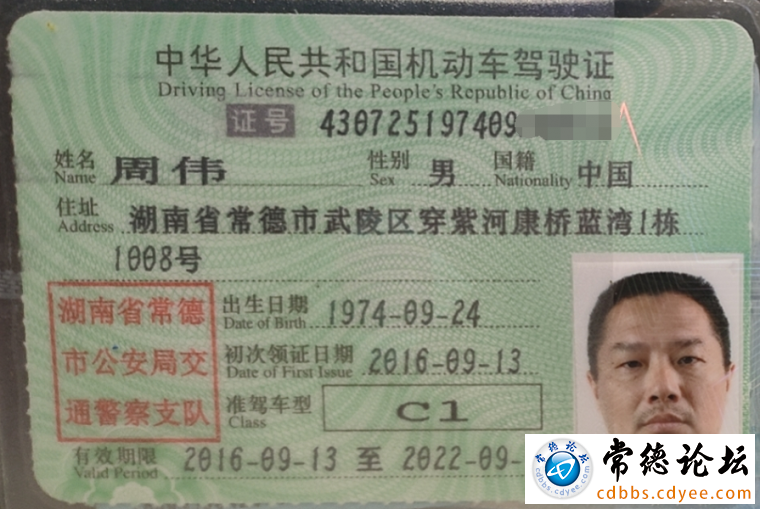 中华人民共和国机动车驾驶证
Driving License of the People's Republic of China
证号 430725197409
姓名 周伟 性别 男 国籍 中国
Name Sex Nationality
住址 湖南省常德市武陵区穿紫河康桥蓝湾1栋
Address
1008号
湖南省常德
市公安局交
通警察支队
出生日期 1974-09-24
Date of Birth
初次领证日期 2016-09-13
Date of First Issue
准驾车型 C1
Class
有效期限 2016-09-13 至 2022-09-
Valid Period
常德论坛
cdyee.com
常德论坛
cdbbs.cdyee.com